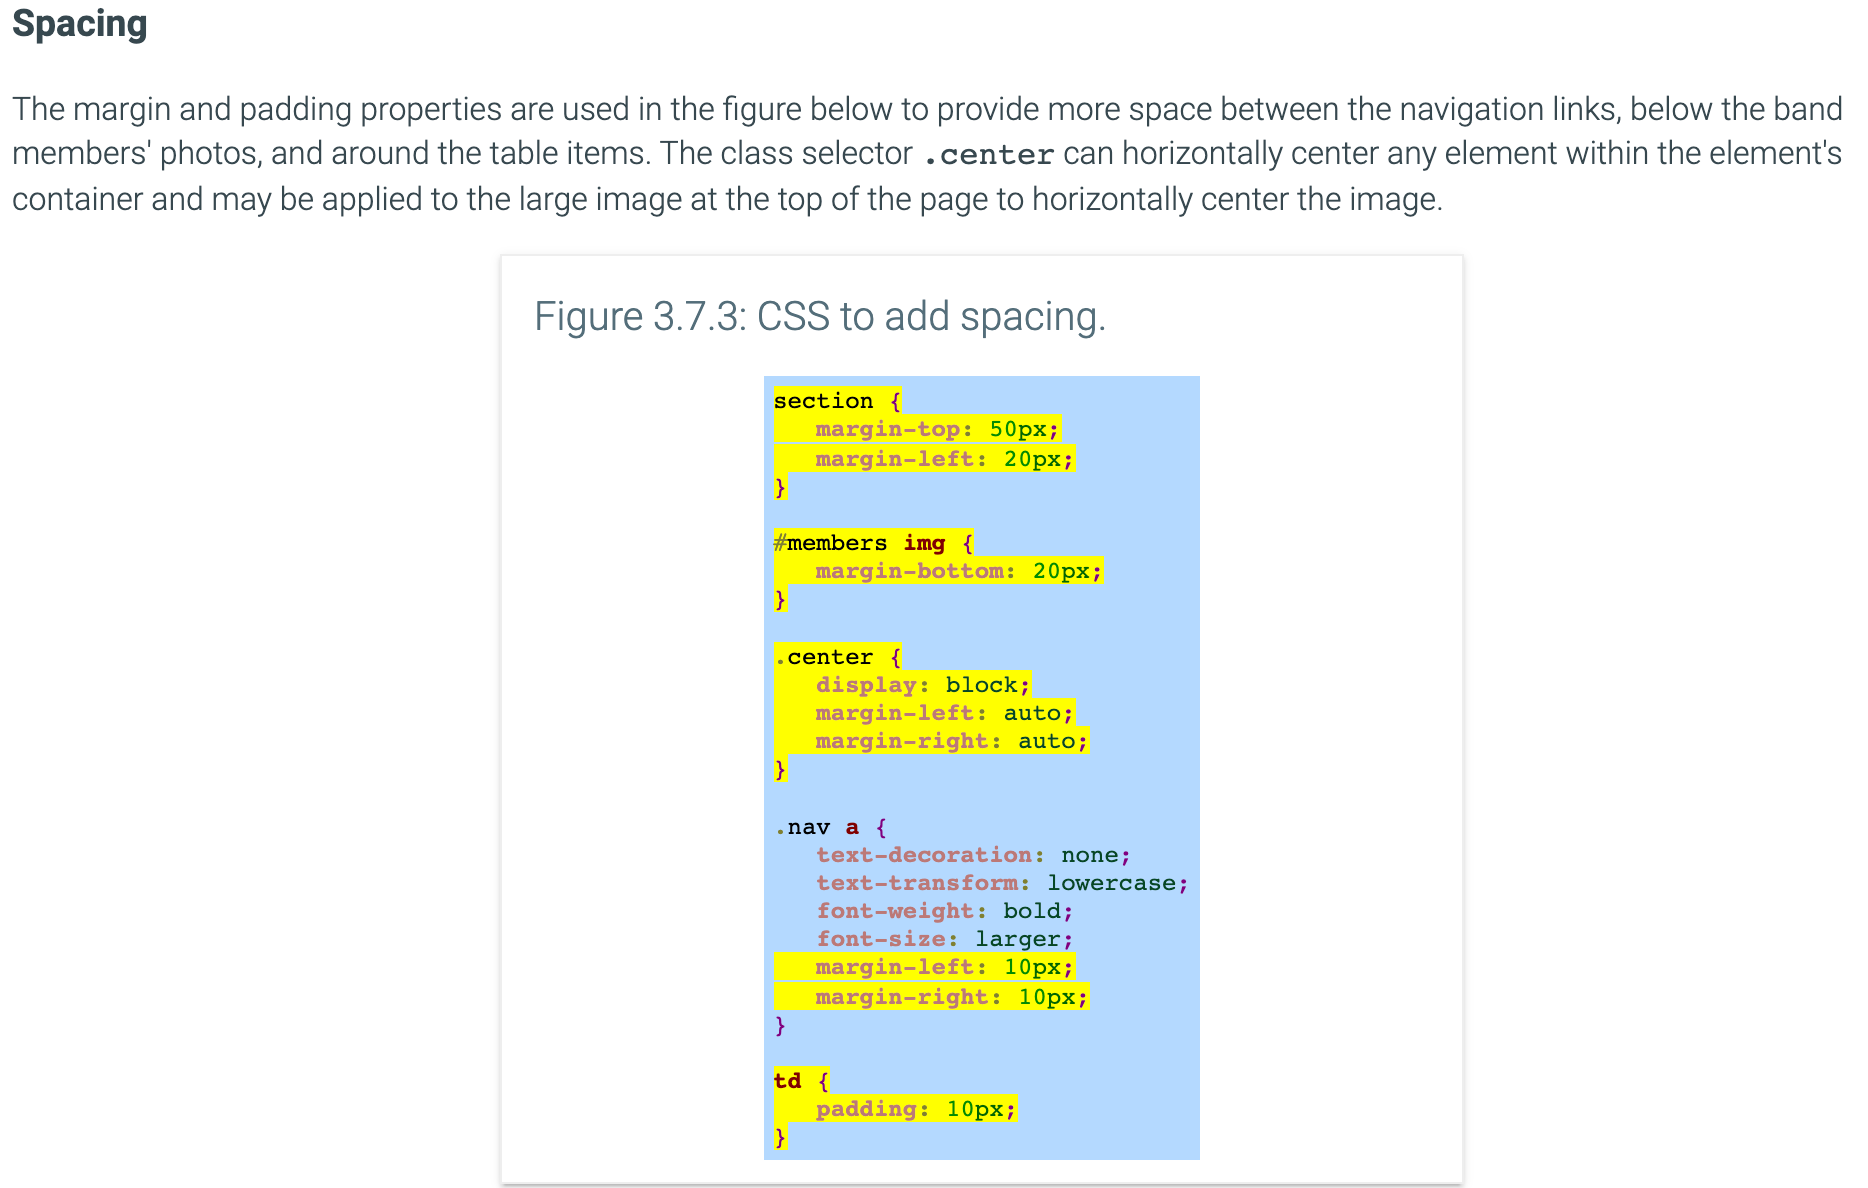 Spacing
The margin and padding properties are used in the figure below to provide more space between the navigation links, below the band
members' photos, and around the table items. The class selector .center can horizontally center any element within the element's
container and may be applied to the large image at the top of the page to horizontally center the image.
Figure 3.7.3: CSS to add spacing.
section {
   margin-top: 50px;
   margin-left: 20px;
}
#members img {
   margin-bottom: 20px;
}
.center {
   display: block;
   margin-left: auto;
   margin-right: auto;
}
.nav a {
   text-decoration: none;
   text-transform: lowercase;
   font-weight: bold;
   font-size: larger;
   margin-left: 10px;
   margin-right: 10px;
}
td {
   padding: 10px;
}